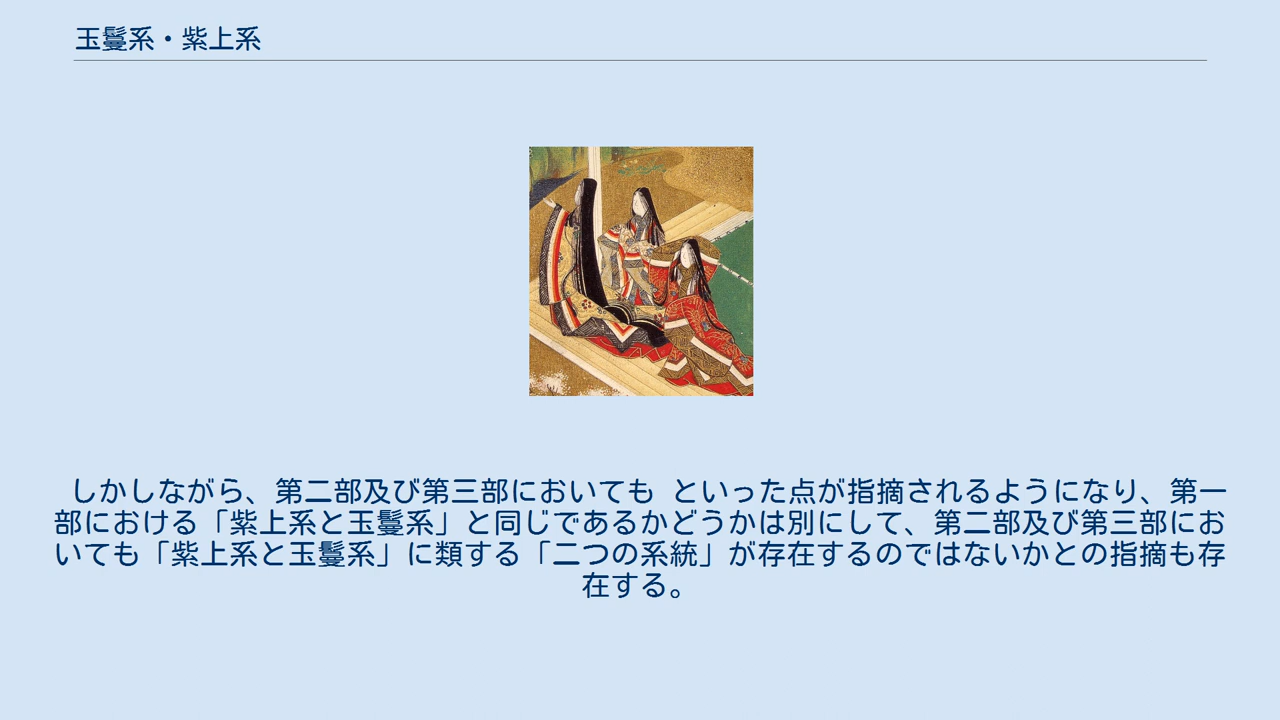 玉鬘系・紫上系
しかしながら、第二部及び第三部においても といった点が指摘されるようになり、第一
部における「紫上系と玉鬘系」と同じであるかどうかは別にして、第二部及び第三部にお
いても「紫上系と玉鬘系」に類する「二つの系統」が存在するのではないかとの指摘も存
在する。